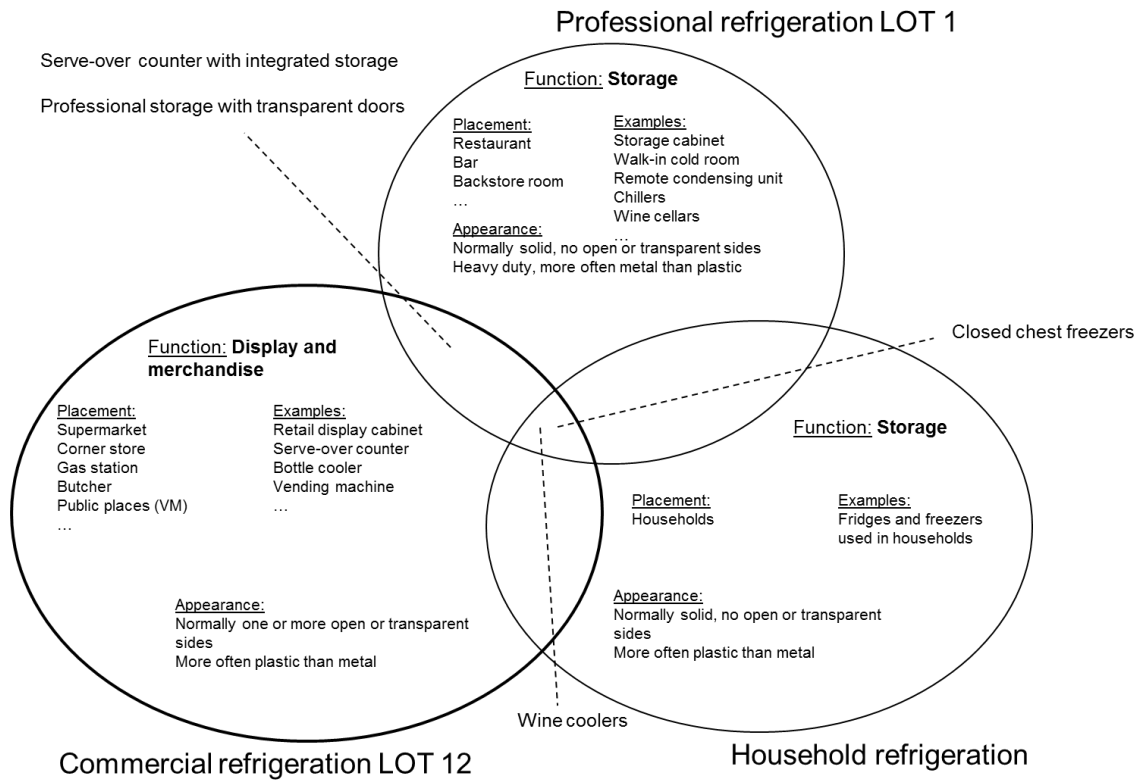 Professional refrigeration LOT 1
Serve-over counter with integrated storage
Professional storage with transparent doors
Function: Storage
Placement:
Restaurant
Bar
Backstore room
…
Examples:
Storage cabinet
Walk-in cold room
Remote condensing unit
Chillers
Wine cellars
…
Appearance:
Normally solid, no open or transparent sides
Heavy duty, more often metal than plastic
Closed chest freezers
Function: Display and
merchandise
Placement:
Supermarket
Corner store
Gas station
Butcher
Public places (VM)
…
Examples:
Retail display cabinet
Serve-over counter
Bottle cooler
Vending machine
…
Appearance:
Normally one or more open or transparent
sides
More often plastic than metal
Function: Storage
Placement:
Households
Examples:
Fridges and freezers
used in households
Appearance:
Normally solid, no open or transparent
sides
More often plastic than metal
Wine coolers
Commercial refrigeration LOT 12
Household refrigeration